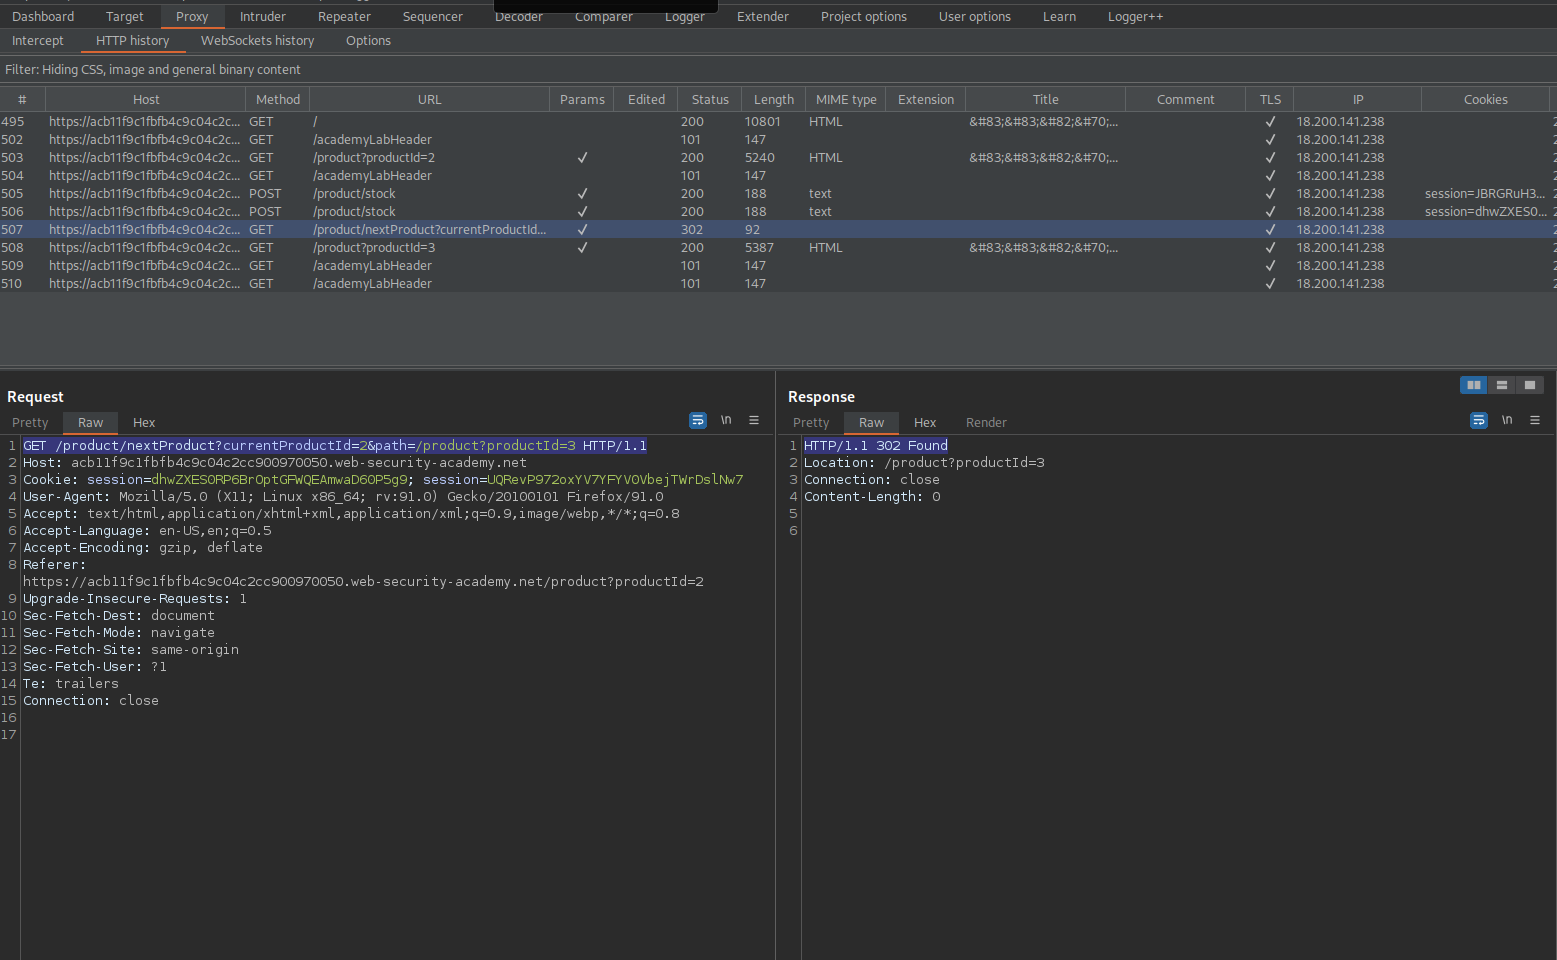 Dashboard Target Proxy Intruder Repeater Sequencer Decoder Comparer Logger Extender Project options User options Learn Logger++
Intercept HTTP history WebSockets history Options
Filter: Hiding CSS, image and general binary content
# Host Method URL Params Edited Status Length MIME type Extension Title Comment TLS IP Cookies
495 https://acb11f9c1fbfb4c9c04c2c... GET / 200 10801 HTML &#83;&#83;&#82;&#70;... ✓ 18.200.141.238 2
502 https://acb11f9c1fbfb4c9c04c2c... GET /academyLabHeader 101 147 ✓ 18.200.141.238 2
503 https://acb11f9c1fbfb4c9c04c2c... GET /product?productId=2 ✓ 200 5240 HTML &#83;&#83;&#82;&#70;... ✓ 18.200.141.238 2
504 https://acb11f9c1fbfb4c9c04c2c... GET /academyLabHeader 101 147 ✓ 18.200.141.238 2
505 https://acb11f9c1fbfb4c9c04c2c... POST /product/stock ✓ 200 188 text ✓ 18.200.141.238 session=JBRGRuH3... 2
506 https://acb11f9c1fbfb4c9c04c2c... POST /product/stock ✓ 200 188 text ✓ 18.200.141.238 session=dhwZXES0... 2
507 https://acb11f9c1fbfb4c9c04c2c... GET /product/nextProduct?currentProductId... ✓ 302 92 ✓ 18.200.141.238 2
508 https://acb11f9c1fbfb4c9c04c2c... GET /product?productId=3 ✓ 200 5387 HTML &#83;&#83;&#82;&#70;... ✓ 18.200.141.238 2
509 https://acb11f9c1fbfb4c9c04c2c... GET /academyLabHeader 101 147 ✓ 18.200.141.238 2
510 https://acb11f9c1fbfb4c9c04c2c... GET /academyLabHeader 101 147 ✓ 18.200.141.238 2
Request
Pretty Raw Hex \n
1 GET /product/nextProduct?currentProductId=2&path=/product?productId=3 HTTP/1.1
2 Host: acb11f9c1fbfb4c9c04c2cc900970050.web-security-academy.net
3 Cookie: session=dhwZXES0RP6BrOptGFWQEAmwaD60P5g9; session=UQRevP972oxYV7YFYV0VbejTWrDslNw7
4 User-Agent: Mozilla/5.0 (X11; Linux x86_64; rv:91.0) Gecko/20100101 Firefox/91.0
5 Accept: text/html,application/xhtml+xml,application/xml;q=0.9,image/webp,*/*;q=0.8
6 Accept-Language: en-US,en;q=0.5
7 Accept-Encoding: gzip, deflate
8 Referer:
https://acb11f9c1fbfb4c9c04c2cc900970050.web-security-academy.net/product?productId=2
9 Upgrade-Insecure-Requests: 1
10 Sec-Fetch-Dest: document
11 Sec-Fetch-Mode: navigate
12 Sec-Fetch-Site: same-origin
13 Sec-Fetch-User: ?1
14 Te: trailers
15 Connection: close
16
17
Response
Pretty Raw Hex Render \n
1 HTTP/1.1 302 Found
2 Location: /product?productId=3
3 Connection: close
4 Content-Length: 0
5
6